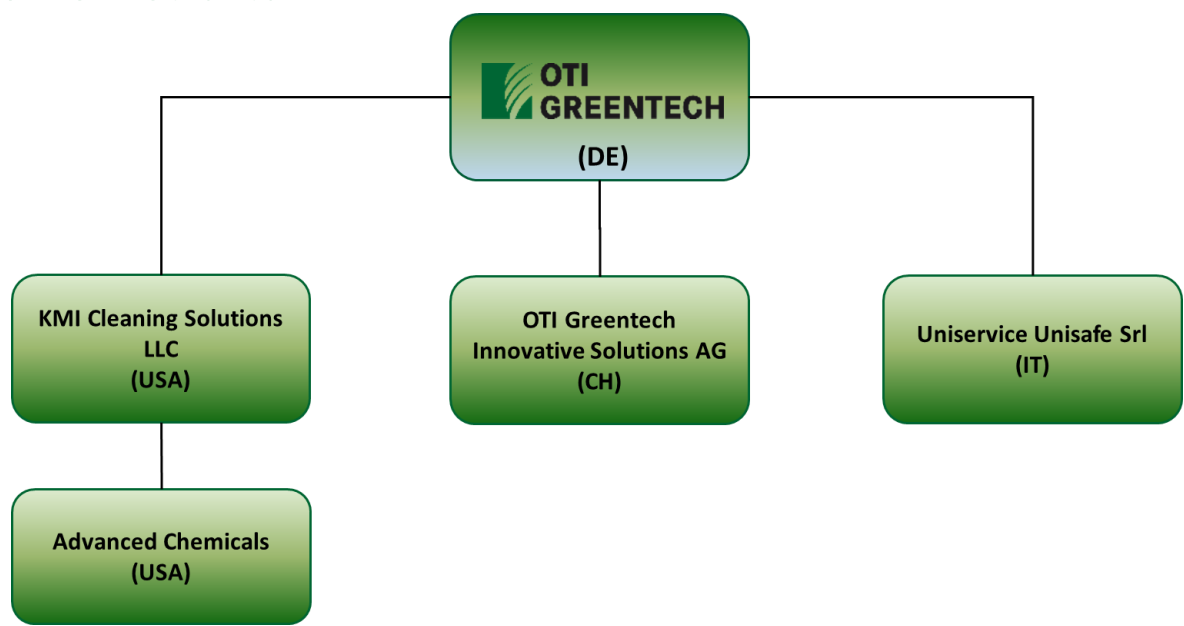 OTI
GREENTECH
(DE)
KMI Cleaning Solutions
LLC
(USA)
OTI Greentech
Innovative Solutions AG
(CH)
Uniservice Unisafe Srl
(IT)
Advanced Chemicals
(USA)